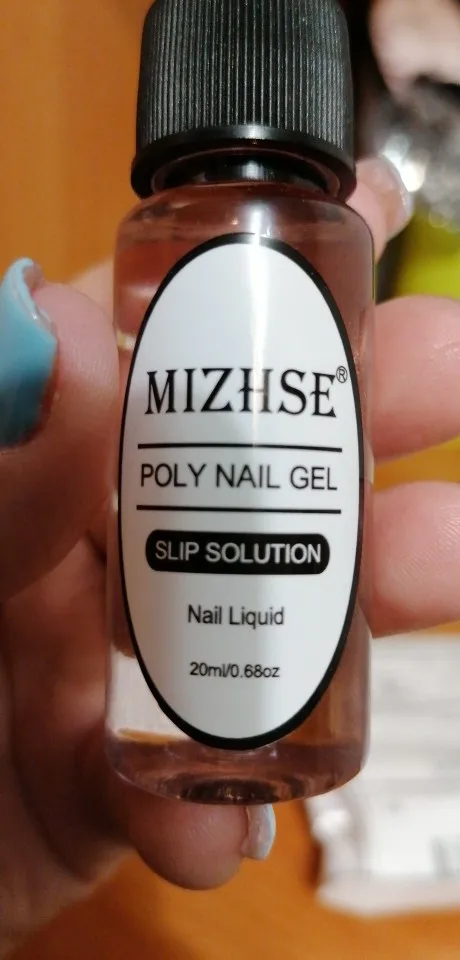 MIZHSE®
POLY NAIL GEL
SLIP SOLUTION
Nail Liquid
20ml/0.68oz